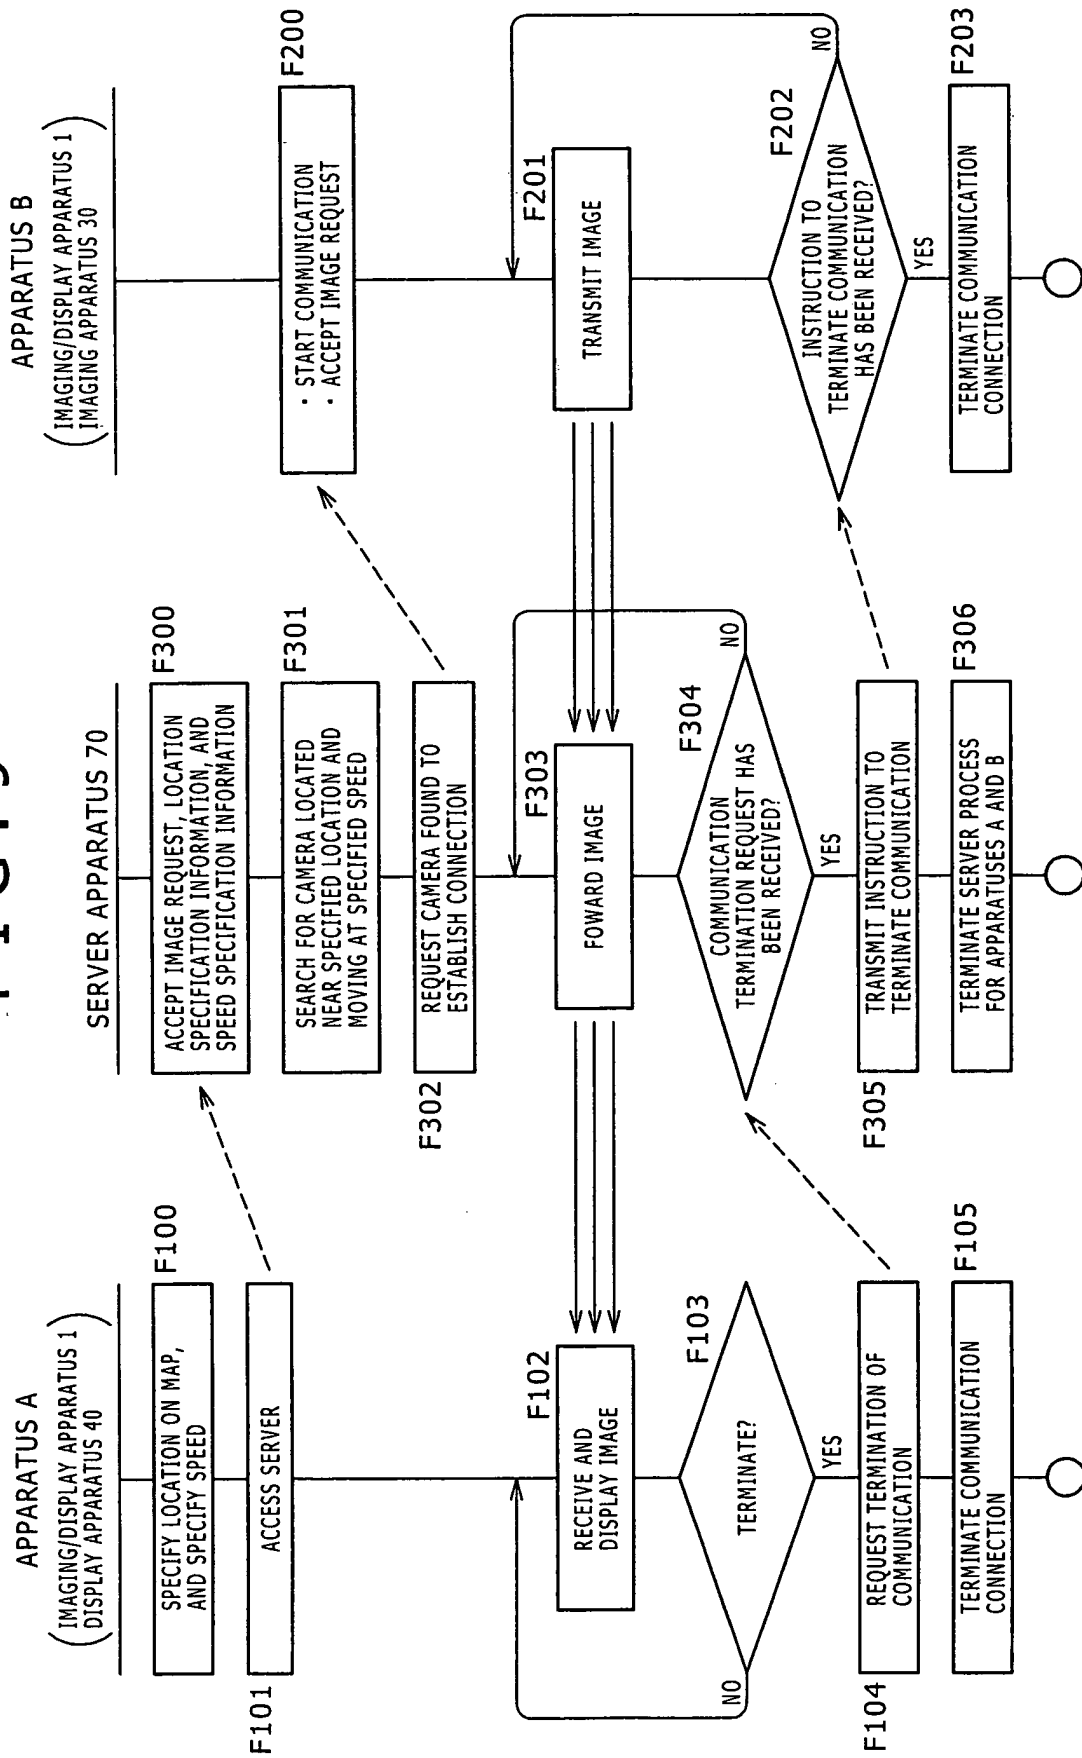 APPARATUS A
IMAGING/DISPLAY APPARATUS 1
DISPLAY APPARATUS 40
F100
SPECIFY LOCATION ON MAP,
AND SPECIFY SPEED
F101
ACCESS SERVER
F102
RECEIVE AND
DISPLAY IMAGE
F103
TERMINATE?
NO
YES
F104
REQUEST TERMINATION OF
COMMUNICATION
F105
TERMINATE COMMUNICATION
CONNECTION
SERVER APPARATUS 70
F300
ACCEPT IMAGE REQUEST, LOCATION
SPECIFICATION INFORMATION, AND
SPEED SPECIFICATION INFORMATION
F301
SEARCH FOR CAMERA LOCATED
NEAR SPECIFIED LOCATION AND
MOVING AT SPECIFIED SPEED
F302
REQUEST CAMERA FOUND TO
ESTABLISH CONNECTION
F303
FOWARD IMAGE
F304
COMMUNICATION
TERMINATION REQUEST HAS
BEEN RECEIVED?
NO
YES
F305
TRANSMIT INSTRUCTION TO
TERMINATE COMMUNICATION
F306
TERMINATE SERVER PROCESS
FOR APPARATUSES A AND B
APPARATUS B
IMAGING/DISPLAY APPARATUS 1
IMAGING APPARATUS 30
F200
· START COMMUNICATION
· ACCEPT IMAGE REQUEST
F201
TRANSMIT IMAGE
F202
INSTRUCTION TO
TERMINATE COMMUNICATION
HAS BEEN RECEIVED?
NO
YES
F203
TERMINATE COMMUNICATION
CONNECTION